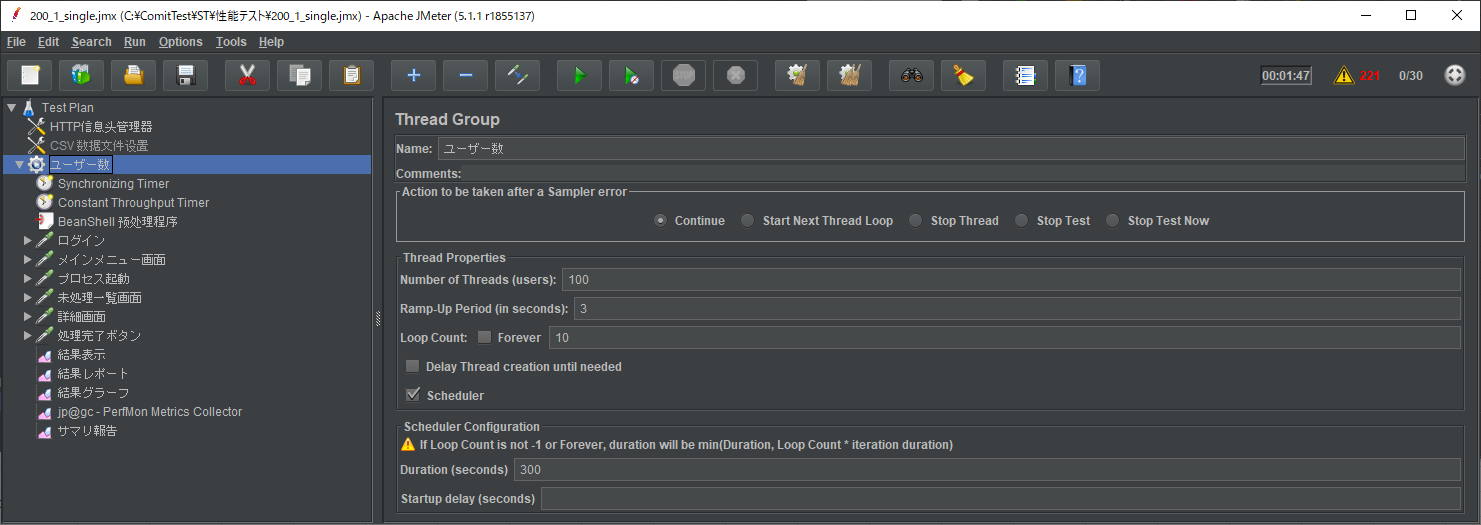 200_1_single.jmx (C:¥ComitTest¥ST¥性能テスト¥200_1_single.jmx) - Apache JMeter (5.1.1 r1855137)
File Edit Search Run Options Tools Help
STOP 00:01:47 221 0/30
Test Plan
HTTP信息头管理器
CSV 数据文件设置
ユーザー数
Synchronizing Timer
Constant Throughput Timer
BeanShell 预处理程序
ログイン
メインメニュー画面
プロセス起動
未処理一覧画面
詳細画面
処理完了ボタン
結果表示
結果レポート
結果グラーフ
jp@gc - PerfMon Metrics Collector
サマリ報告
Thread Group
Name: ユーザー数
Comments:
Action to be taken after a Sampler error
Continue Start Next Thread Loop Stop Thread Stop Test Stop Test Now
Thread Properties
Number of Threads (users): 100
Ramp-Up Period (in seconds): 3
Loop Count: Forever 10
Delay Thread creation until needed
Scheduler
Scheduler Configuration
If Loop Count is not -1 or Forever, duration will be min(Duration, Loop Count * iteration duration)
Duration (seconds) 300
Startup delay (seconds)